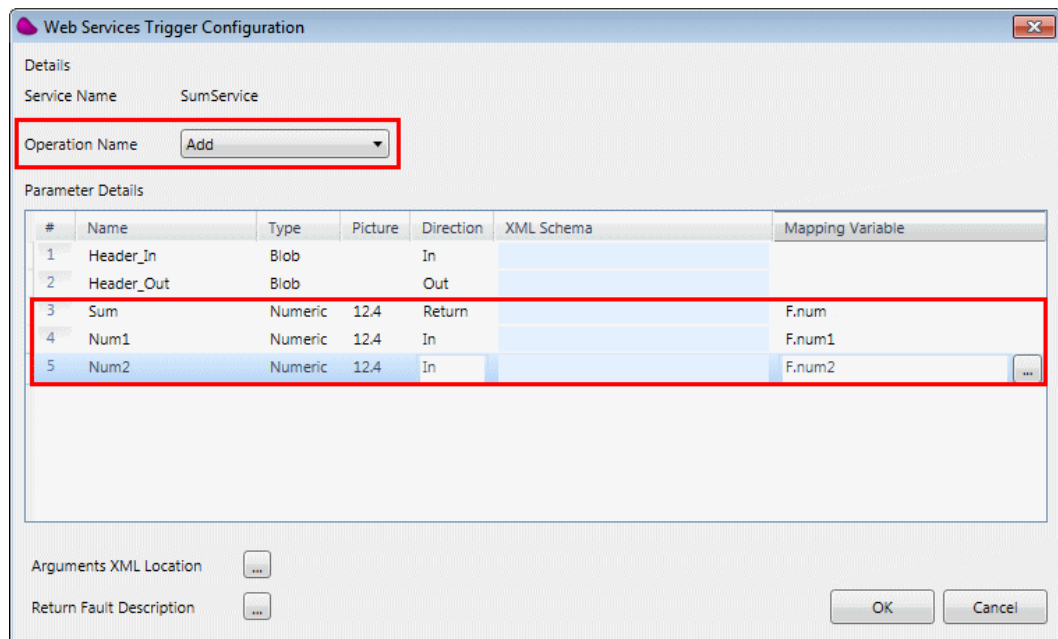 Web Services Trigger Configuration
Details
Service Name SumService
Operation Name Add
Parameter Details
# Name Type Picture Direction XML Schema Mapping Variable
1 Header_In Blob In
2 Header_Out Blob Out
3 Sum Numeric 12.4 Return F.num
4 Num1 Numeric 12.4 In F.num1
5 Num2 Numeric 12.4 In F.num2 ...
Arguments XML Location ...
Return Fault Description ...
OK Cancel